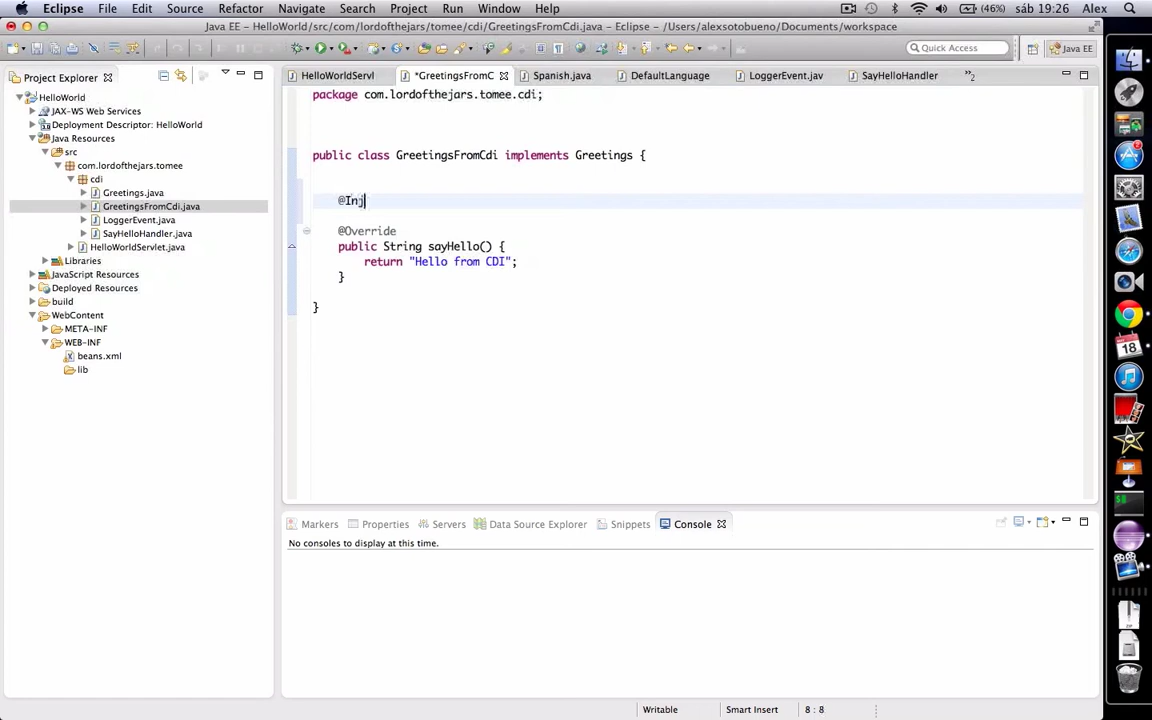 Eclipse File Edit Source Refactor Navigate Search Project Run Window Help (46%) sáb 19:26 Alex
Java EE - HelloWorld/src/com/lordofthejars/tomee/cdi/GreetingsFromCdi.java - Eclipse - /Users/alexsotobueno/Documents/workspace
Quick Access Java EE
Project Explorer
HelloWorldServl *GreetingsFromC Spanish.java DefaultLanguage LoggerEvent.jav SayHelloHandler »2
HelloWorld
JAX-WS Web Services
Deployment Descriptor: HelloWorld
Java Resources
src
com.lordofthejars.tomee
cdi
Greetings.java
GreetingsFromCdi.java
LoggerEvent.java
SayHelloHandler.java
HelloWorldServlet.java
Libraries
JavaScript Resources
Deployed Resources
build
WebContent
META-INF
WEB-INF
beans.xml
lib
package com.lordofthejars.tomee.cdi;
public class GreetingsFromCdi implements Greetings {
@Inj
@Override
public String sayHello() {
return "Hello from CDI";
}
}
Markers Properties Servers Data Source Explorer Snippets Console
No consoles to display at this time.
Writable Smart Insert 8 : 8
18